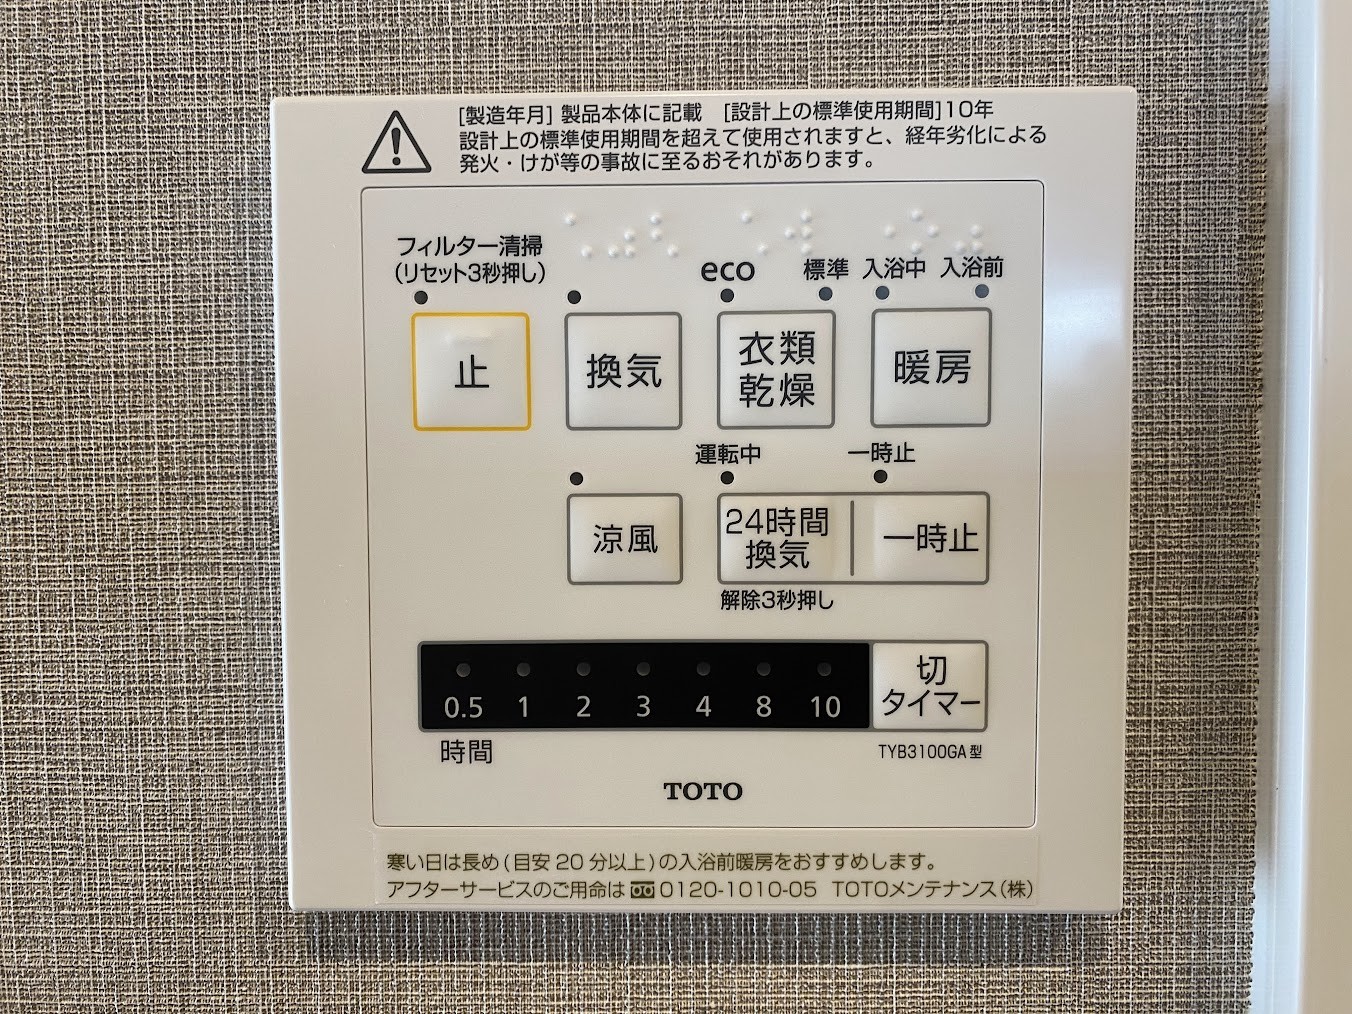 [製造年月] 製品本体に記載　[設計上の標準使用期間]10年
設計上の標準使用期間を超えて使用されますと、経年劣化による
発火・けが等の事故に至るおそれがあります。
フィルター清掃
(リセット3秒押し)
eco
標準
入浴中
入浴前
止
換気
衣類
乾燥
暖房
運転中
一時止
涼風
24時間
換気
一時止
解除3秒押し
0.5 1 2 3 4 8 10
切
タイマー
時間
TYB3100GA型
TOTO
寒い日は長め(目安20分以上)の入浴前暖房をおすすめします。
アフターサービスのご用命は 0120-1010-05 TOTOメンテナンス(株)